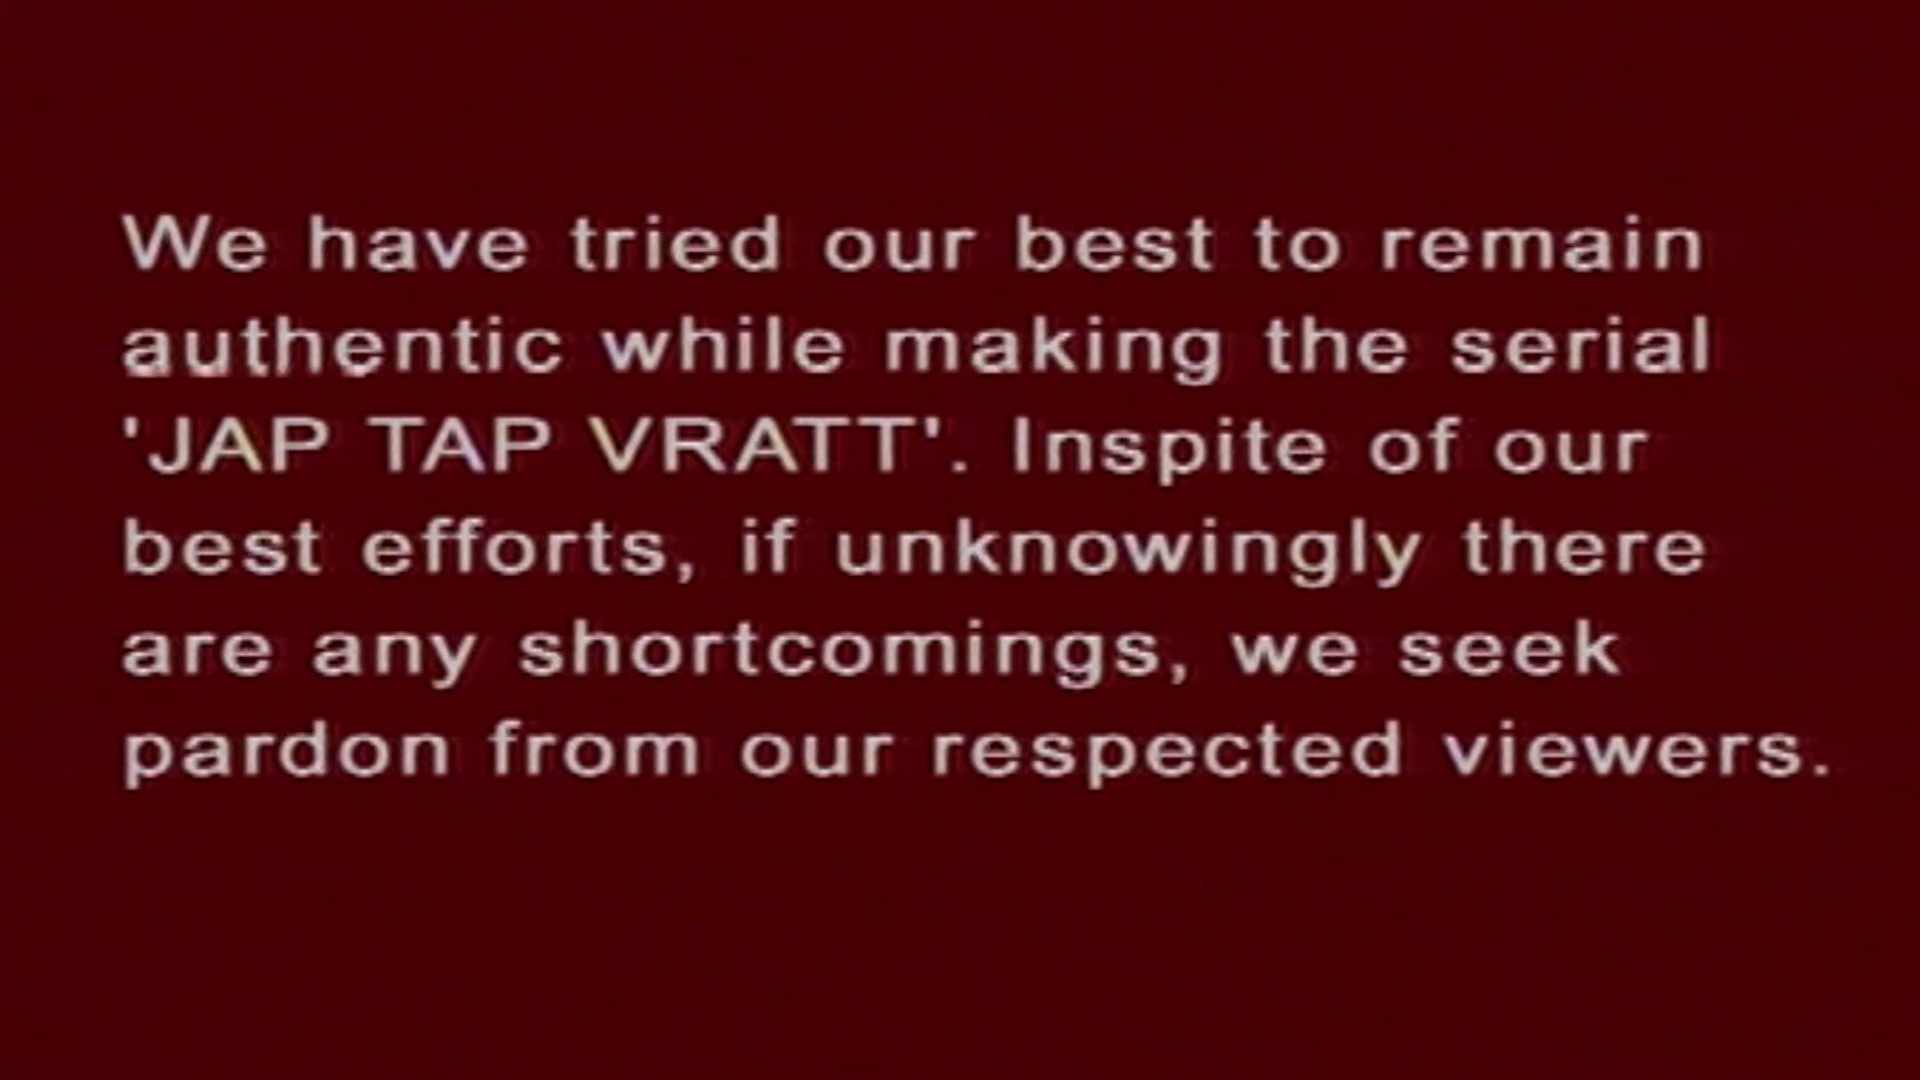 We have tried our best to remain
authentic while making the serial
'JAP TAP VRATT'. Inspite of our
best efforts, if unknowingly there
are any shortcomings, we seek
pardon from our respected viewers.